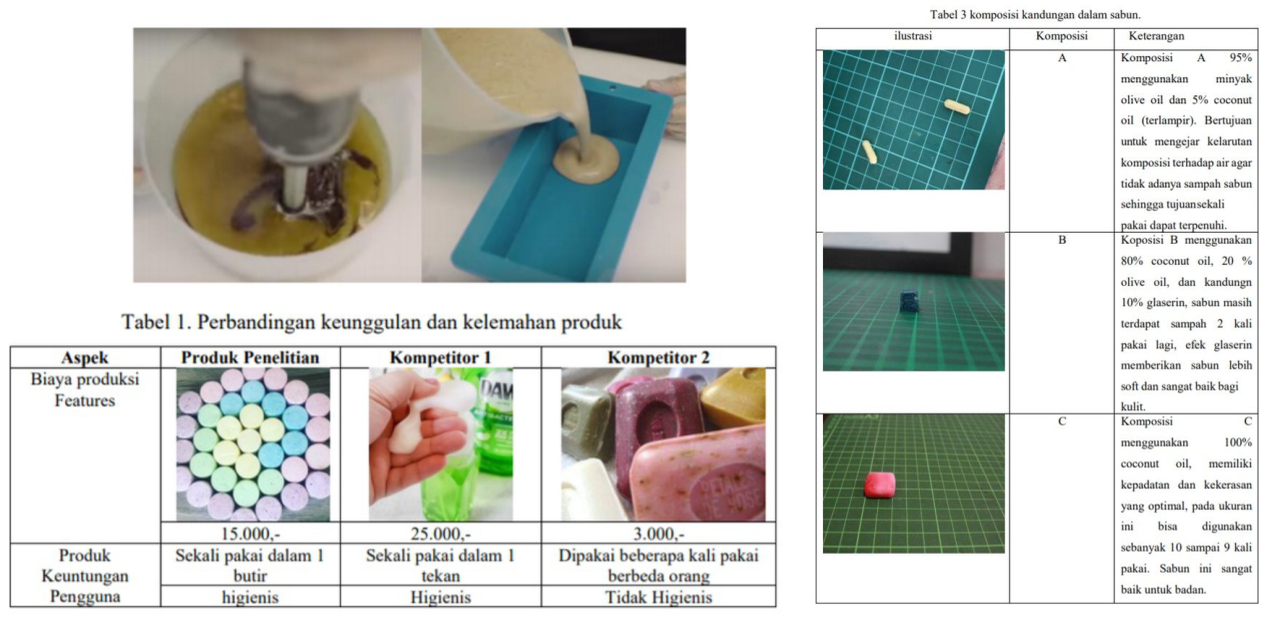 Tabel 1. Perbandingan keunggulan dan kelemahan produk
Aspek Produk Penelitian Kompetitor 1 Kompetitor 2
Biaya produksi
Features
DAW
15.000,- 25.000,- 3.000,-
Produk
Keuntungan
Pengguna
Sekali pakai dalam 1
butir
Sekali pakai dalam 1
tekan
Dipakai beberapa kali pakai
berbeda orang
higienis Higienis Tidak Higienis
Tabel 3 komposisi kandungan dalam sabun.
ilustrasi Komposisi Keterangan
A
Komposisi A 95%
menggunakan minyak
olive oil dan 5% coconut
oil (terlampir). Bertujuan
untuk mengejar kelarutan
komposisi terhadap air agar
tidak adanya sampah sabun
sehingga tujuansekali
pakai dapat terpenuhi.
B
Koposisi B menggunakan
80% coconut oil, 20 %
olive oil, dan kandungn
10% glaserin, sabun masih
terdapat sampah 2 kali
pakai lagi, efek glaserin
memberikan sabun lebih
soft dan sangat baik bagi
kulit.
C
Komposisi C
menggunakan 100%
coconut oil, memiliki
kepadatan dan kekerasan
yang optimal, pada ukuran
ini bisa digunakan
sebanyak 10 sampai 9 kali
pakai. Sabun ini sangat
baik untuk badan.